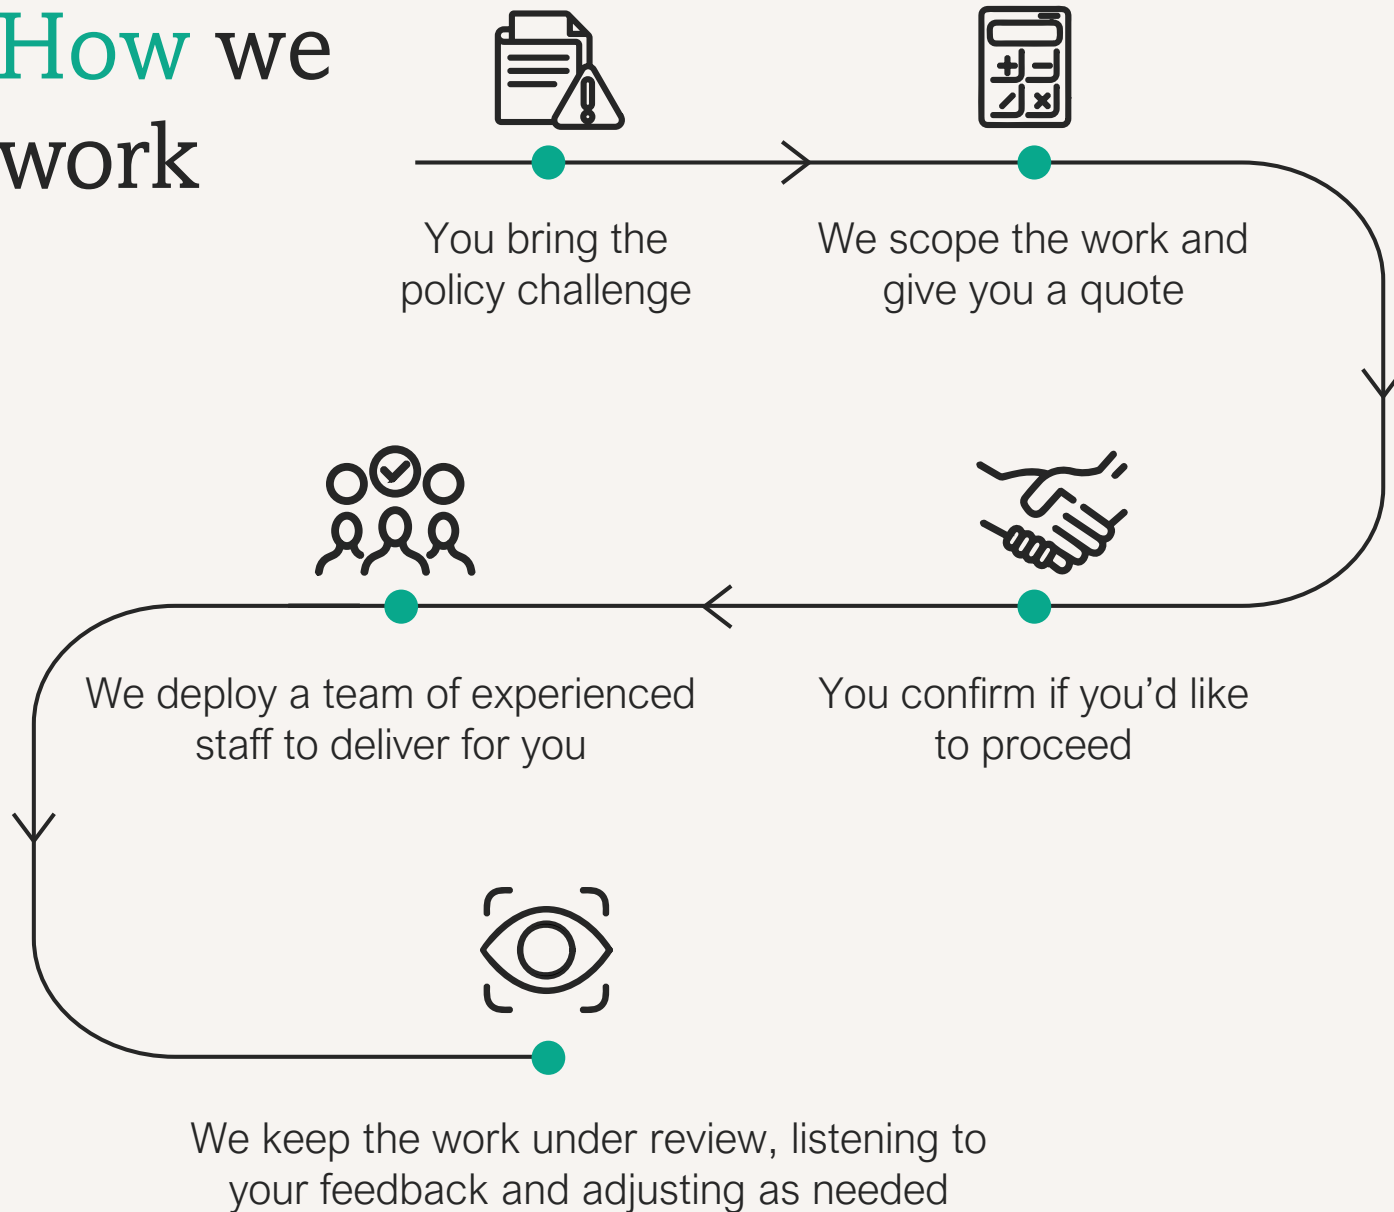 How we
work
You bring the
policy challenge
We scope the work and
give you a quote
You confirm if you’d like
to proceed
We deploy a team of experienced
staff to deliver for you
We keep the work under review, listening to
your feedback and adjusting as needed